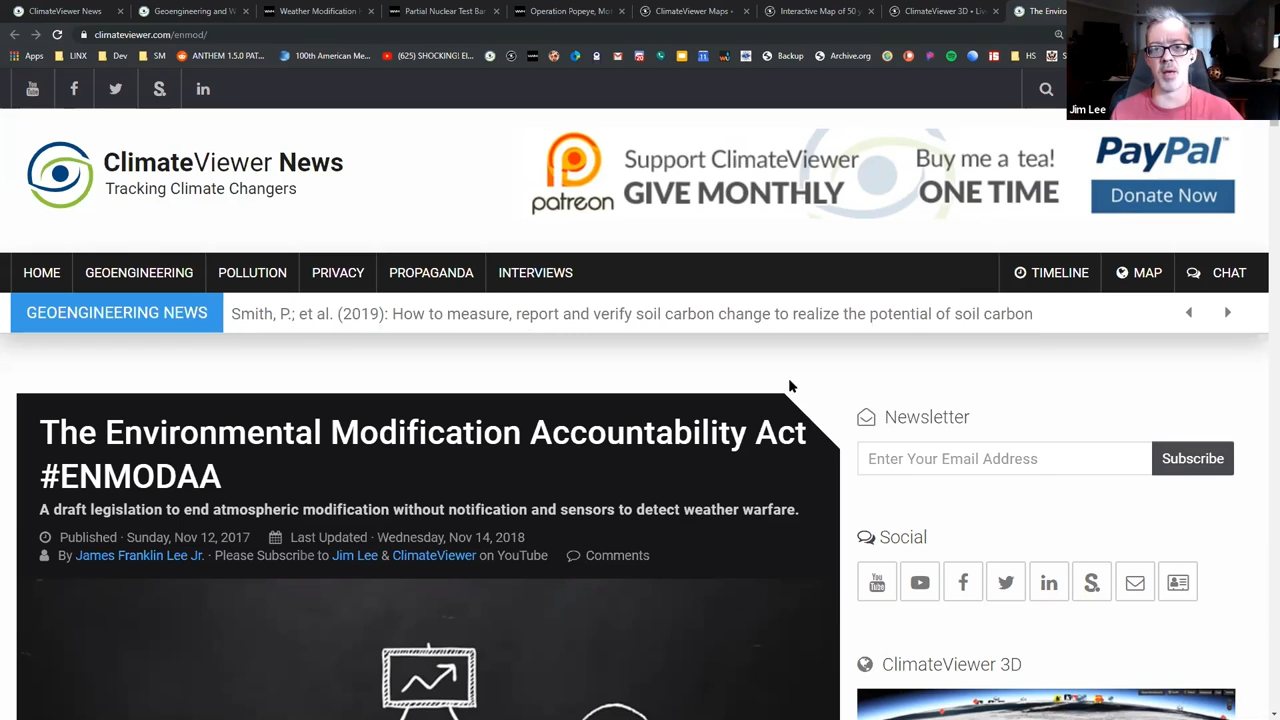 ClimateViewer News
Geoengineering and W
Weather Modification H
Partial Nuclear Test Ban
Operation Popeye, Mot
ClimateViewer Maps •
Interactive Map of 50 y
ClimateViewer 3D • Liv
The Enviro
climateviewer.com/enmod/
Apps
LINX
Dev
SM
ANTHEM 1.5.0 PAT...
100th American Me...
(625) SHOCKING! E...
Backup
Archive.org
HS
Jim Lee
ClimateViewer News
Tracking Climate Changers
patreon
Support ClimateViewer
GIVE MONTHLY
Buy me a tea!
ONE TIME
PayPal™
Donate Now
HOME
GEOENGINEERING
POLLUTION
PRIVACY
PROPAGANDA
INTERVIEWS
TIMELINE
MAP
CHAT
GEOENGINEERING NEWS
Smith, P.; et al. (2019): How to measure, report and verify soil carbon change to realize the potential of soil carbon
The Environmental Modification Accountability Act
#ENMODAA
A draft legislation to end atmospheric modification without notification and sensors to detect weather warfare.
Published · Sunday, Nov 12, 2017
Last Updated · Wednesday, Nov 14, 2018
By James Franklin Lee Jr. · Please Subscribe to Jim Lee & ClimateViewer on YouTube
Comments
Newsletter
Enter Your Email Address
Subscribe
Social
You Tube
ClimateViewer 3D